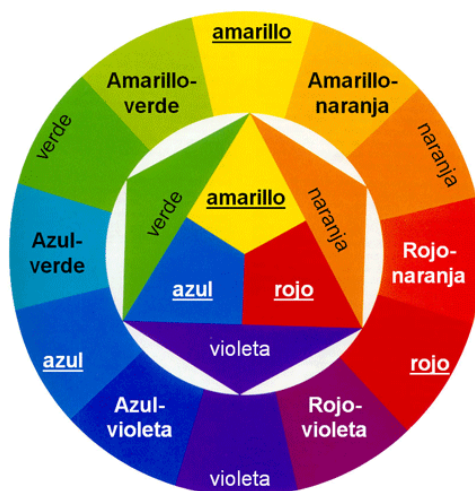 amarillo
Amarillo-
verde
Amarillo-
naranja
verde
naranja
amarillo
verde
naranja
Azul-
verde
Rojo-
naranja
azul
rojo
azul
rojo
violeta
Azul-
violeta
Rojo-
violeta
violeta